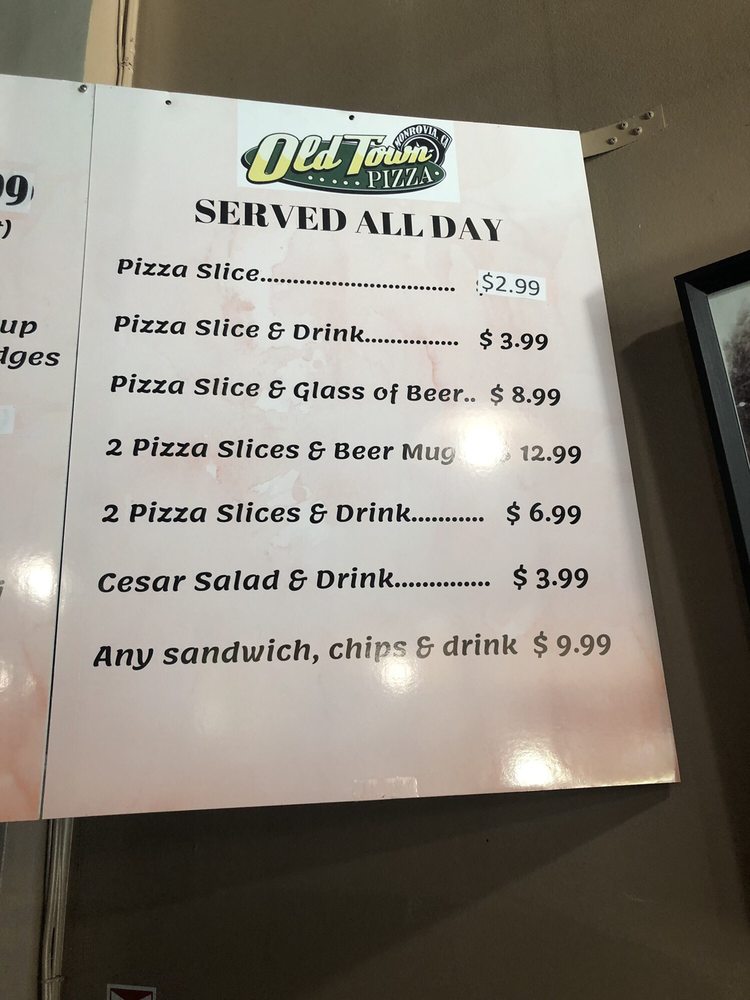 Old Town
MONROVIA, CA
PIZZA
SERVED ALL DAY
Pizza Slice.............................. $2.99
Pizza Slice & Drink............... $ 3.99
Pizza Slice & Glass of Beer.. $ 8.99
2 Pizza Slices & Beer Mug $ 12.99
2 Pizza Slices & Drink........... $ 6.99
Cesar Salad & Drink............... $ 3.99
Any sandwich, chips & drink $ 9.99